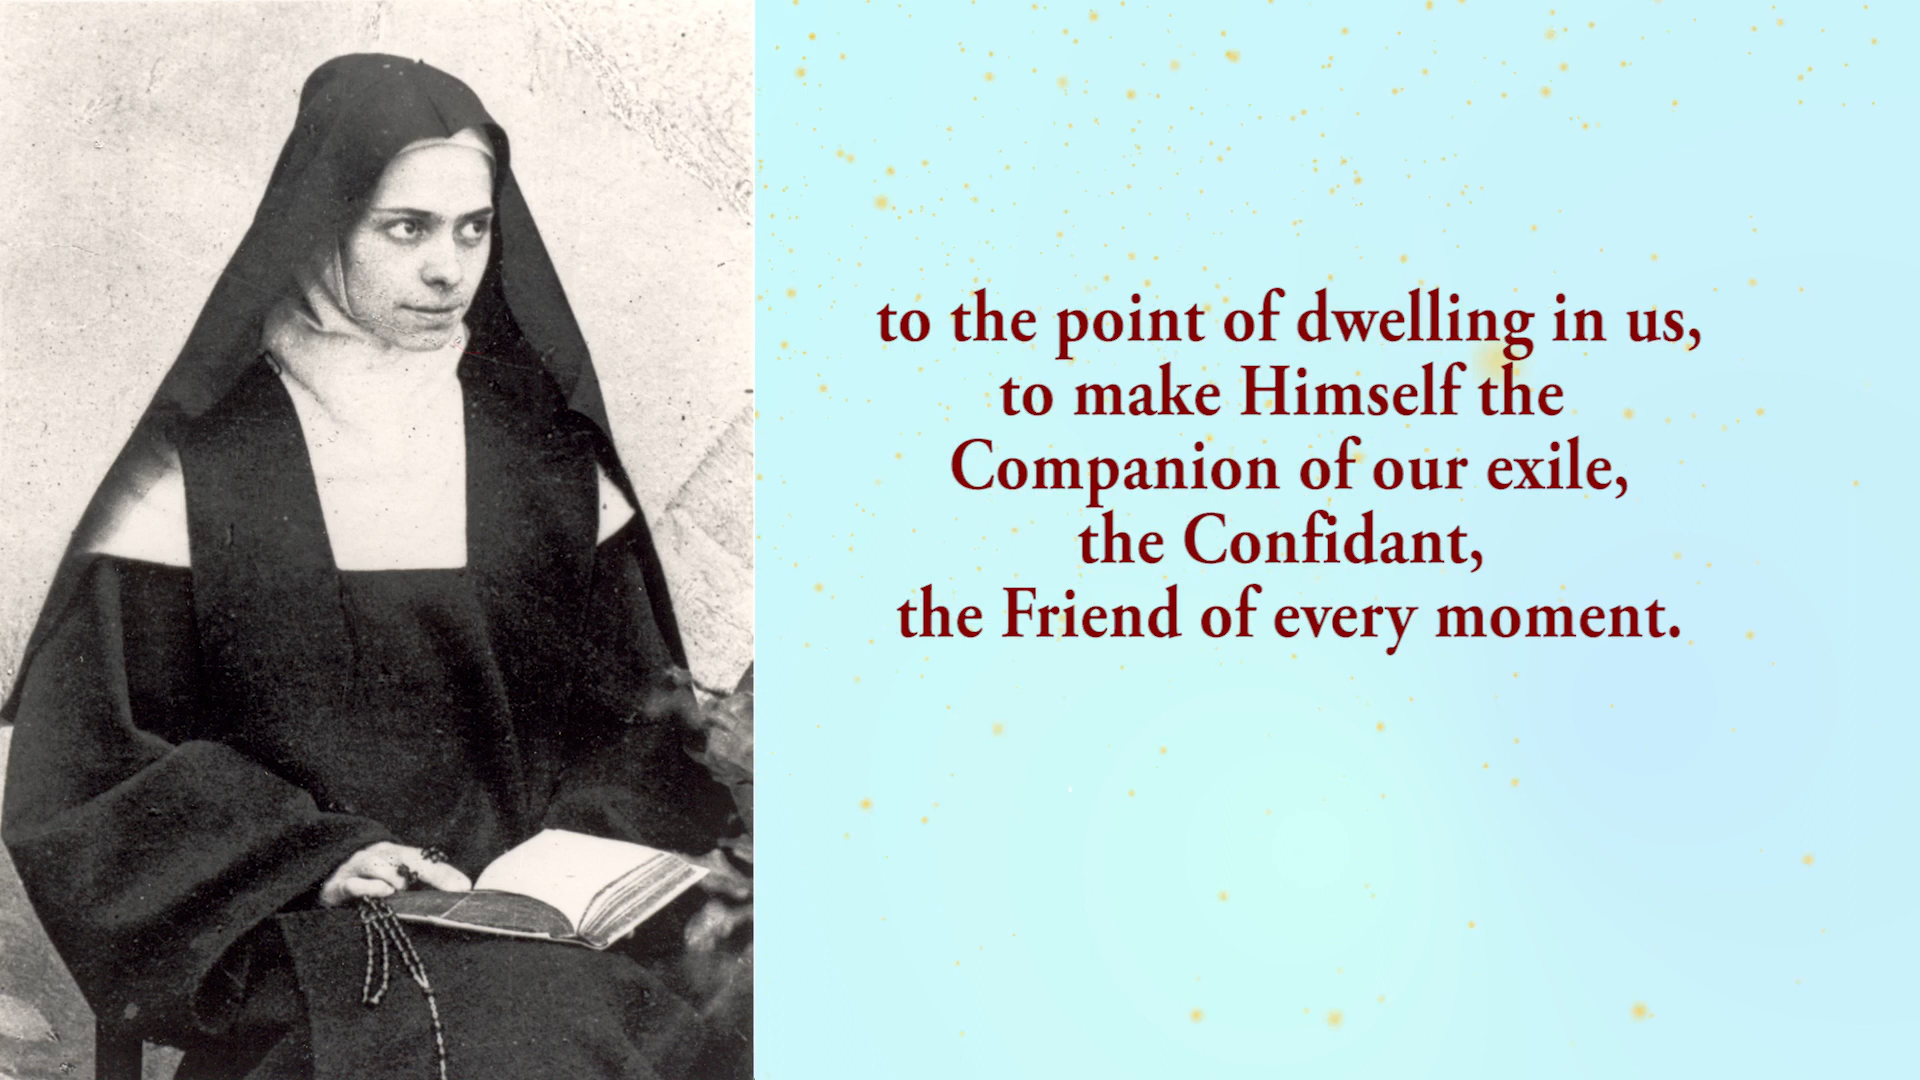 to the point of dwelling in us,
to make Himself the
Companion of our exile,
the Confidant,
the Friend of every moment.